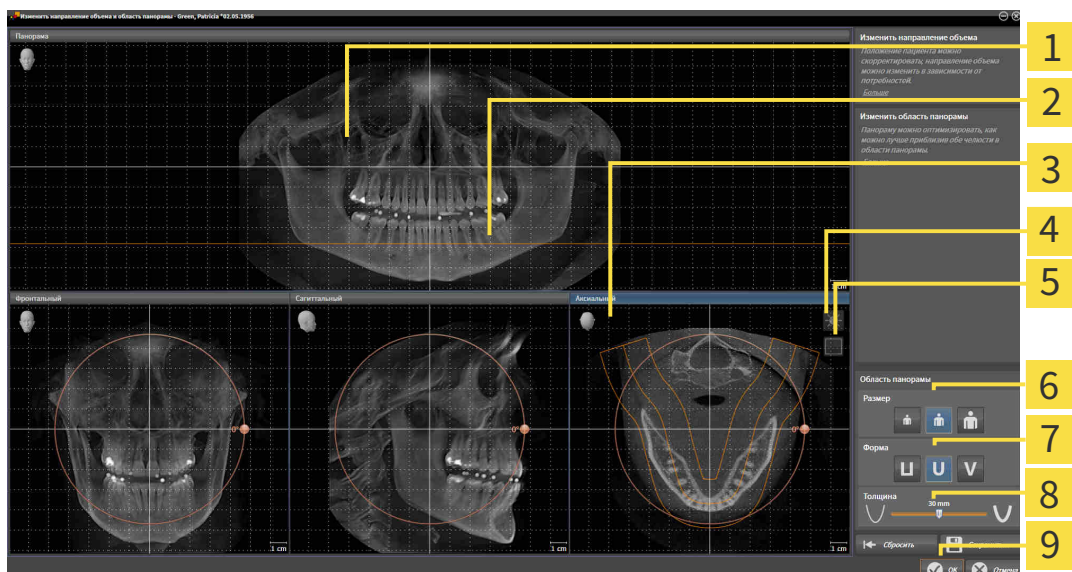 Изменить направление объема и область панорамы - Green, Patricia *02.05.1956
Панорама
1 cm
Фронтальный
1 cm
0°
Сагиттальный
1 cm
0°
Аксиальный
1 cm
0°
Изменить направление объема
Положение пациента можно
скорректировать, направление объема
можно изменить в зависимости от
потребностей.
Больше
Изменить область панорамы
Панораму можно оптимизировать, как
можно лучше приблизив обе челюсти в
области панорамы.
Область панорамы
Размер
Форма
U
V
Толщина
30 mm
Сбросить
OK
Отмена
1
2
3
4
5
6
7
8
9